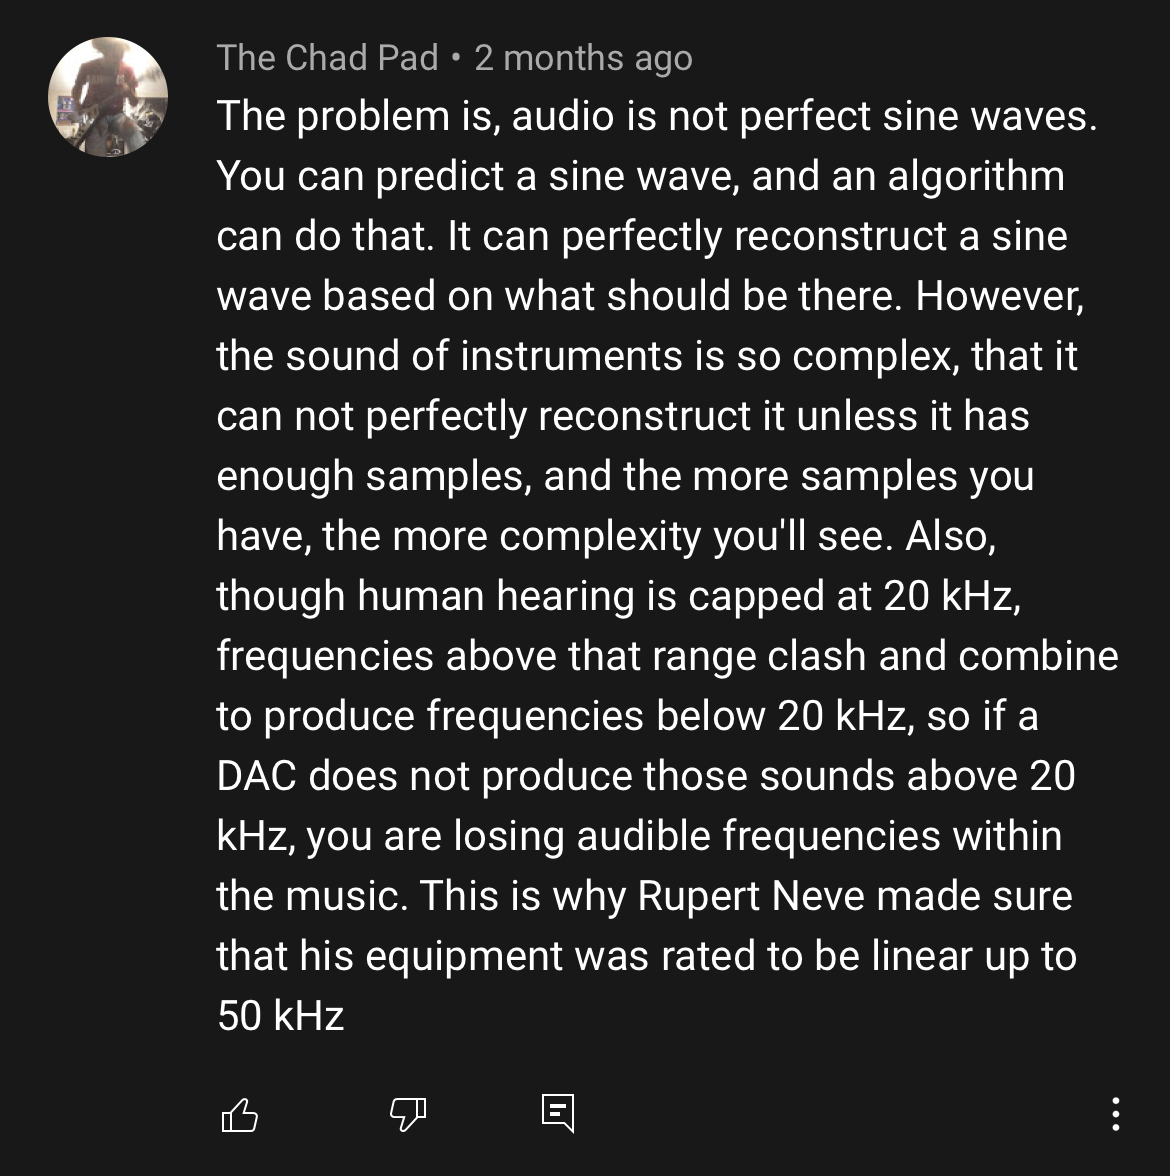 The Chad Pad • 2 months ago
The problem is, audio is not perfect sine waves.
You can predict a sine wave, and an algorithm
can do that. It can perfectly reconstruct a sine
wave based on what should be there. However,
the sound of instruments is so complex, that it
can not perfectly reconstruct it unless it has
enough samples, and the more samples you
have, the more complexity you'll see. Also,
though human hearing is capped at 20 kHz,
frequencies above that range clash and combine
to produce frequencies below 20 kHz, so if a
DAC does not produce those sounds above 20
kHz, you are losing audible frequencies within
the music. This is why Rupert Neve made sure
that his equipment was rated to be linear up to
50 kHz